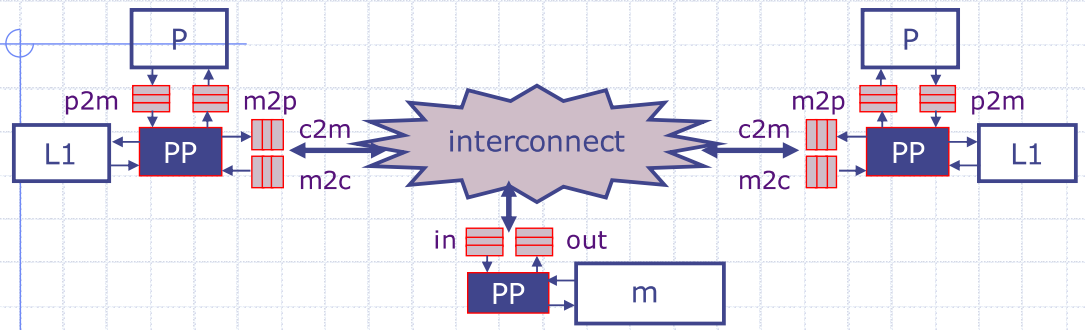 P
P
p2m
m2p
m2p
p2m
L1
PP
c2m
interconnect
c2m
PP
L1
m2c
m2c
in
out
PP
m